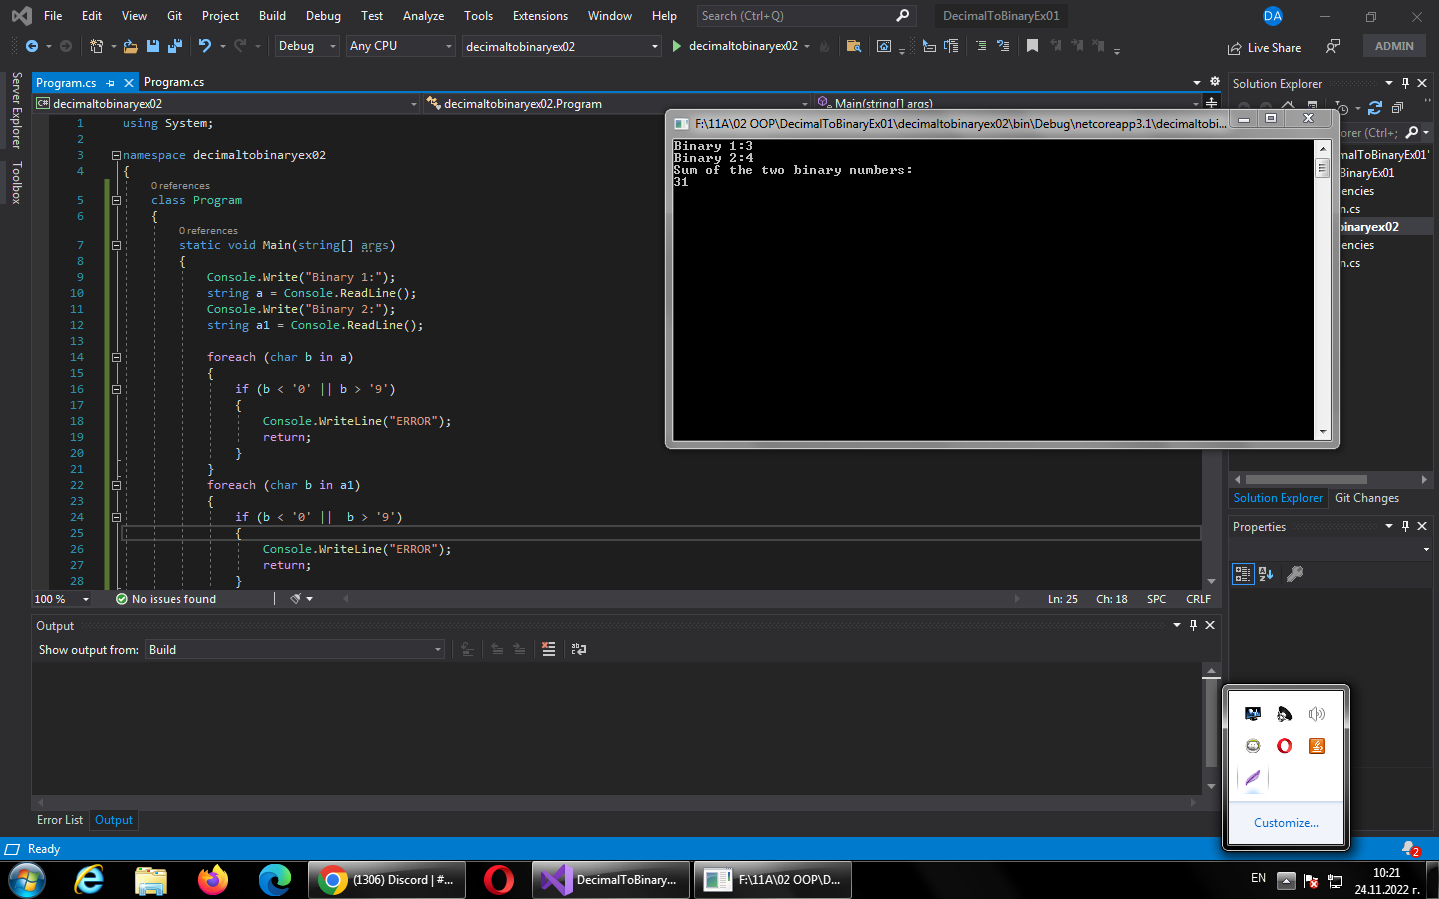 File Edit View Git Project Build Debug Test Analyze Tools Extensions Window Help Search (Ctrl+Q) DecimalToBinaryEx01 DA
Debug Any CPU decimaltobinaryex02 decimaltobinaryex02 Live Share ADMIN
Server Explorer
Toolbox
Program.cs Program.cs
decimaltobinaryex02 decimaltobinaryex02.Program Main(string[] args)
1 using System;
2
3 namespace decimaltobinaryex02
4 {
0 references
5 class Program
6 {
0 references
7 static void Main(string[] args)
8 {
9 Console.Write("Binary 1:");
10 string a = Console.ReadLine();
11 Console.Write("Binary 2:");
12 string a1 = Console.ReadLine();
13
14 foreach (char b in a)
15 {
16 if (b < '0' || b > '9')
17 {
18 Console.WriteLine("ERROR");
19 return;
20 }
21 }
22 foreach (char b in a1)
23 {
24 if (b < '0' ||  b > '9')
25 {
26 Console.WriteLine("ERROR");
27 return;
28 }
100 % No issues found Ln: 25 Ch: 18 SPC CRLF
F:\11A\02 OOP\DecimalToBinaryEx01\decimaltobinaryex02\bin\Debug\netcoreapp3.1\decimaltobi...
Binary 1:3
Binary 2:4
Sum of the two binary numbers:
31
Solution Explorer
orer (Ctrl+;
malToBinaryEx01'
BinaryEx01
encies
n.cs
binaryex02
encies
n.cs
Solution Explorer Git Changes
Properties
Output
Show output from: Build
Error List Output
Customize...
Ready 2
(1306) Discord | #... DecimalToBinary... F:\11A\02 OOP\D... EN 10:21
24.11.2022 г.